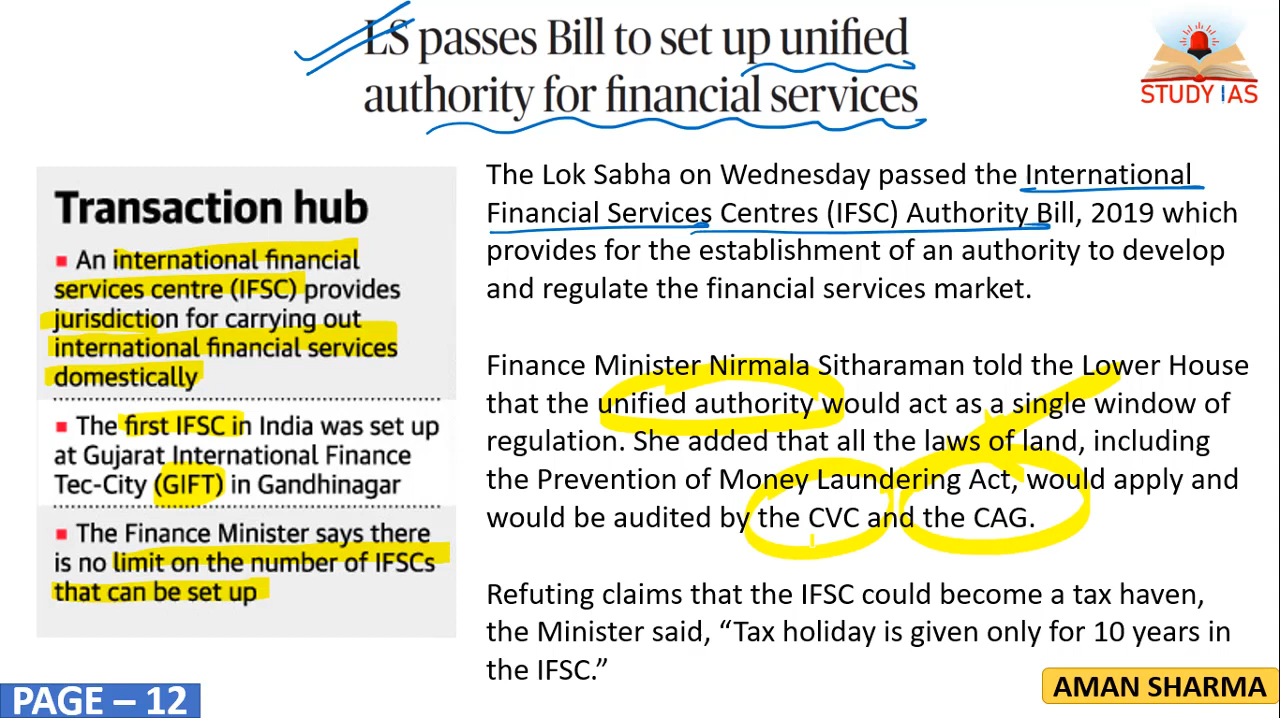 LS passes Bill to set up unified
authority for financial services
STUDY IAS
Transaction hub
An international financial
services centre (IFSC) provides
jurisdiction for carrying out
international financial services
domestically
The first IFSC in India was set up
at Gujarat International Finance
Tec-City (GIFT) in Gandhinagar
The Finance Minister says there
is no limit on the number of IFSCs
that can be set up
The Lok Sabha on Wednesday passed the International
Financial Services Centres (IFSC) Authority Bill, 2019 which
provides for the establishment of an authority to develop
and regulate the financial services market.
Finance Minister Nirmala Sitharaman told the Lower House
that the unified authority would act as a single window of
regulation. She added that all the laws of land, including
the Prevention of Money Laundering Act, would apply and
would be audited by the CVC and the CAG.
Refuting claims that the IFSC could become a tax haven,
the Minister said, “Tax holiday is given only for 10 years in
the IFSC.”
PAGE – 12
AMAN SHARMA